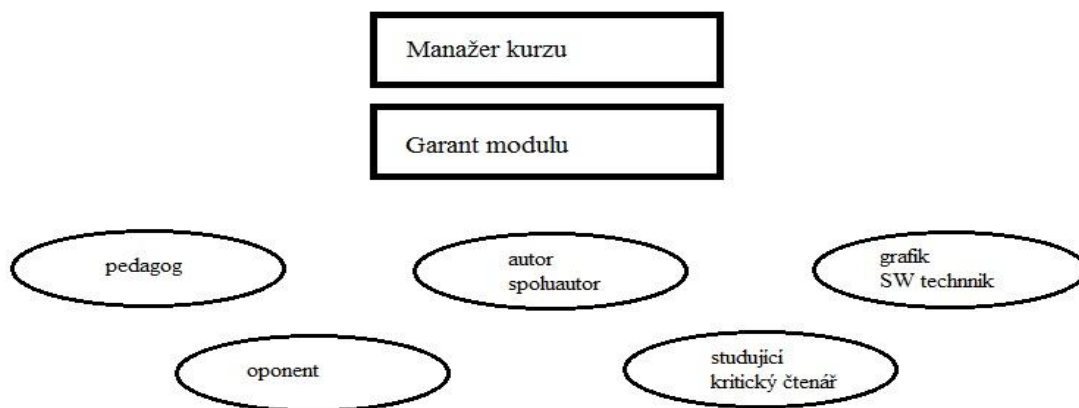 Manažer kurzu
Garant modulu
pedagog
autor
spoluautor
grafik
SW technnik
oponent
studující
kritický čtenář